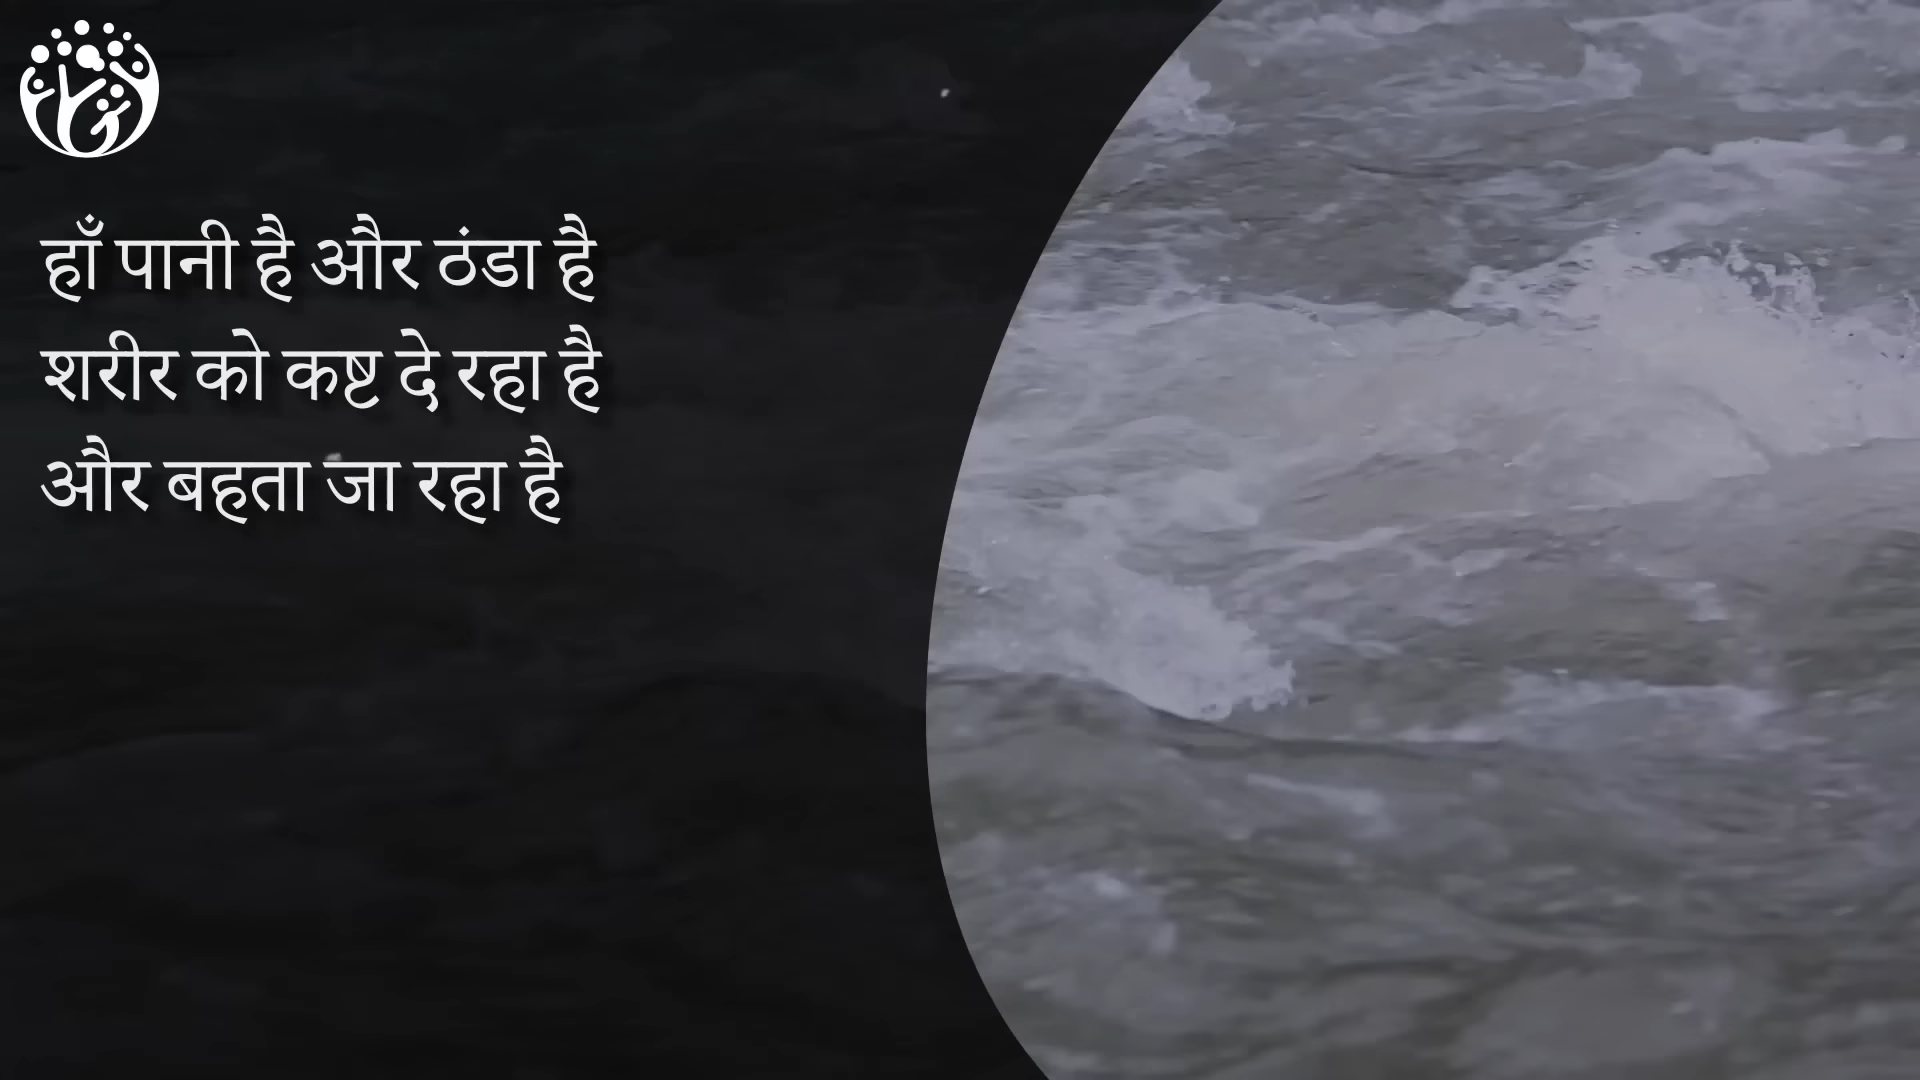 हाँ पानी है और ठंडा है
शरीर को कष्ट दे रहा है
और बहता जा रहा है